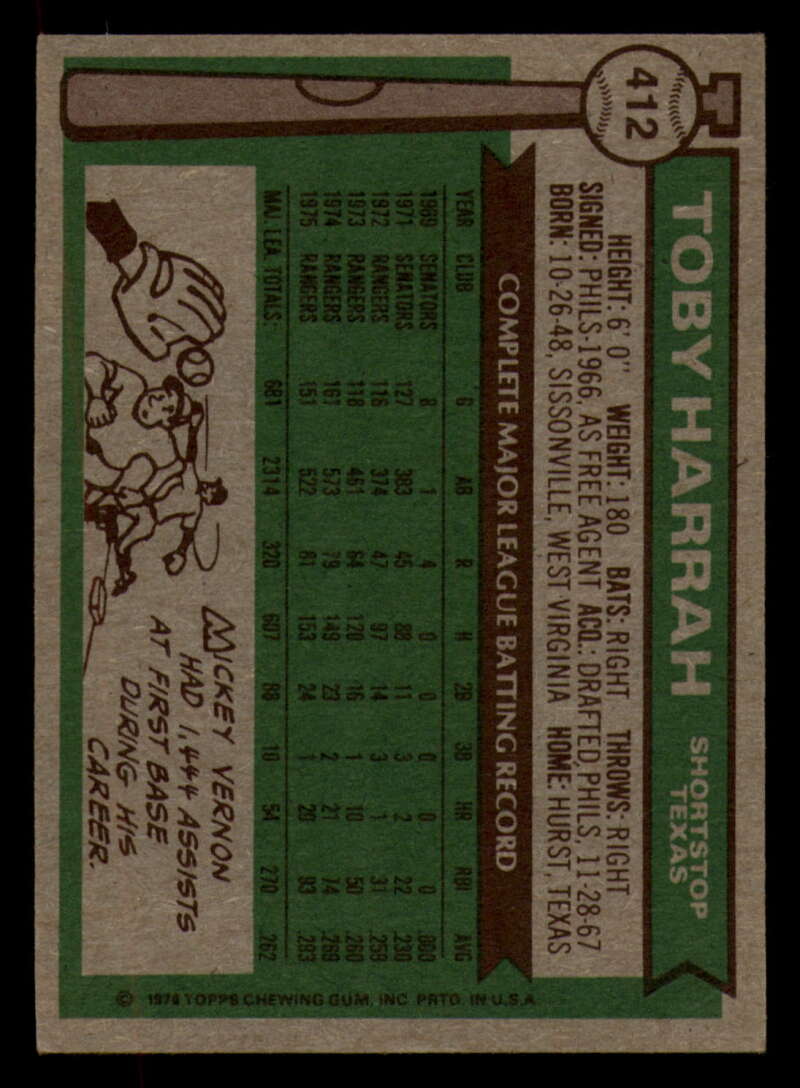 412
T
TOBY HARRAH
SHORTSTOP
TEXAS
HEIGHT: 6' 0" WEIGHT: 180 BATS: RIGHT THROWS: RIGHT
SIGNED: PHILS-1966, AS FREE AGENT ACQ.: DRAFTED, PHILS, 11-28-67
BORN: 10-26-48, SISSONVILLE, WEST VIRGINIA HOME: HURST, TEXAS
COMPLETE MAJOR LEAGUE BATTING RECORD
YEAR CLUB G AB R H 2B 3B HR RBI AVG
1969 SENATORS 8 1 4 0 0 0 0 0 .000
1971 SENATORS 127 383 45 88 11 3 2 22 .230
1972 RANGERS 116 374 47 97 14 3 1 31 .259
1973 RANGERS 118 461 64 120 16 1 10 50 .260
1974 RANGERS 161 573 79 149 23 2 21 74 .260
1975 RANGERS 151 522 81 153 24 1 20 93 .293
MAJ. LEA. TOTALS: 681 2314 320 607 88 10 54 270 .262
MICKEY VERNON
HAD 1,444 ASSISTS
AT FIRST BASE
DURING HIS
CAREER.
© 1976 TOPPS CHEWING GUM, INC. PRTD. IN U.S.A.